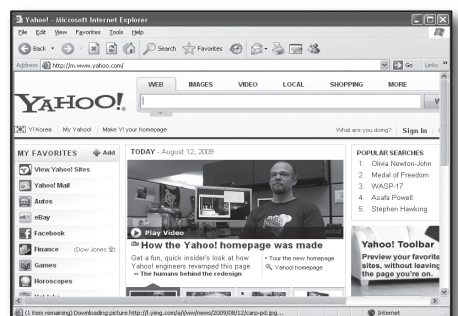 Yahoo! - Microsoft Internet Explorer
File Edit View Favorites Tools Help
Back Search Favorites
Address http://m.www.yahoo.com/ Go Links »
WEB IMAGES VIDEO LOCAL SHOPPING MORE
YAHOO!
W
Y! Korea My Yahoo! Make Y! your homepage What are you doing? Sign In
MY FAVORITES Add
View Yahoo! Sites
Yahoo! Mail
Autos
eBay
Facebook
Finance (Dow Jones)
Games
Horoscopes
TODAY - August 12, 2009
Play Video
How the Yahoo! homepage was made
Get a fun, quick insider's look at how
Yahoo! engineers revamped this page.
» The humans behind the redesign
• Tour the new homepage
Yahoo! homepage
POPULAR SEARCHES
1. Olivia Newton-John
2. Medal of Freedom
3. WASP-17
4. Asafa Powell
5. Stephen Hawking
Yahoo! Toolbar
Preview your favorite
sites, without leaving
the page you're on.
(1 item remaining) Downloading picture http://l.yimg.com/a/i/ww/news/2009/08/12/carp-pd.jpg... Internet